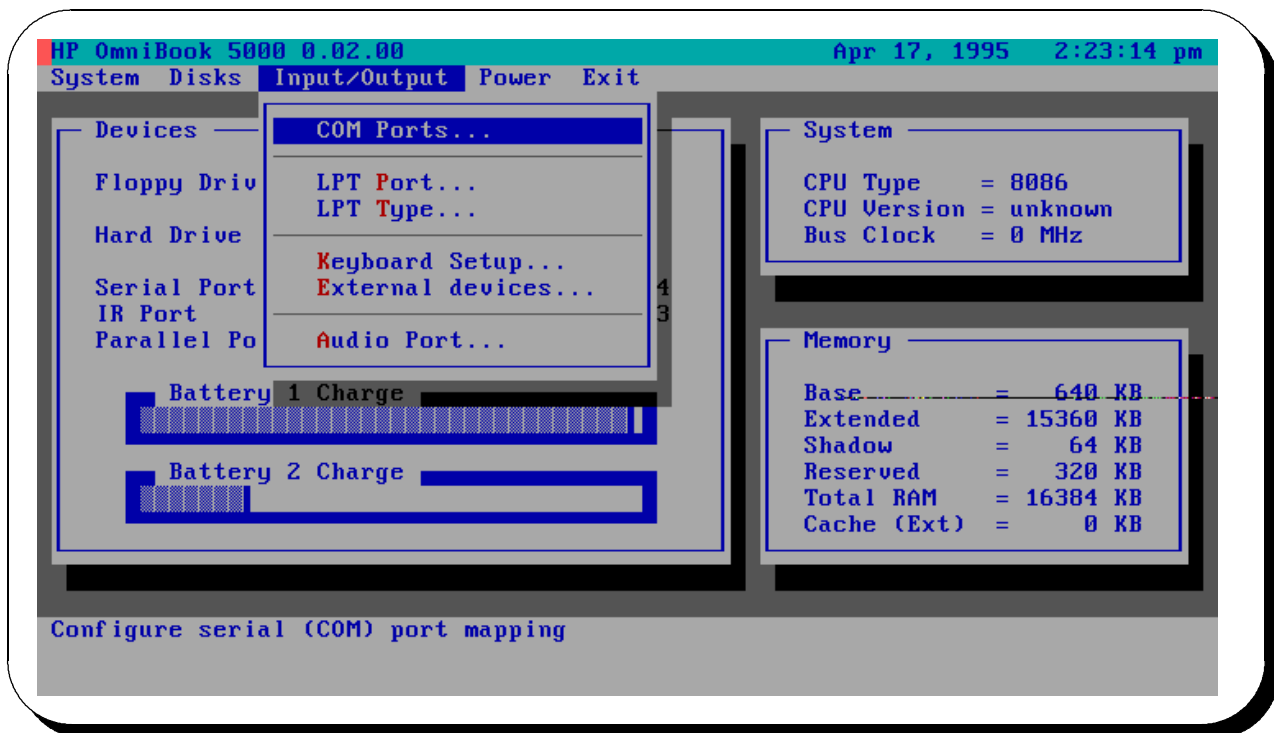 HP OmniBook 5000 0.02.00 Apr 17, 1995 2:23:14 pm
System Disks Input/Output Power Exit
Devices
Floppy Driv
Hard Drive
Serial Port 4
IR Port 3
Parallel Po
COM Ports...
LPT Port...
LPT Type...
Keyboard Setup...
External devices...
Audio Port...
Battery 1 Charge
Battery 2 Charge
System
CPU Type = 8086
CPU Version = unknown
Bus Clock = 0 MHz
Memory
Base = 640 KB
Extended = 15360 KB
Shadow = 64 KB
Reserved = 320 KB
Total RAM = 16384 KB
Cache (Ext) = 0 KB
Configure serial (COM) port mapping